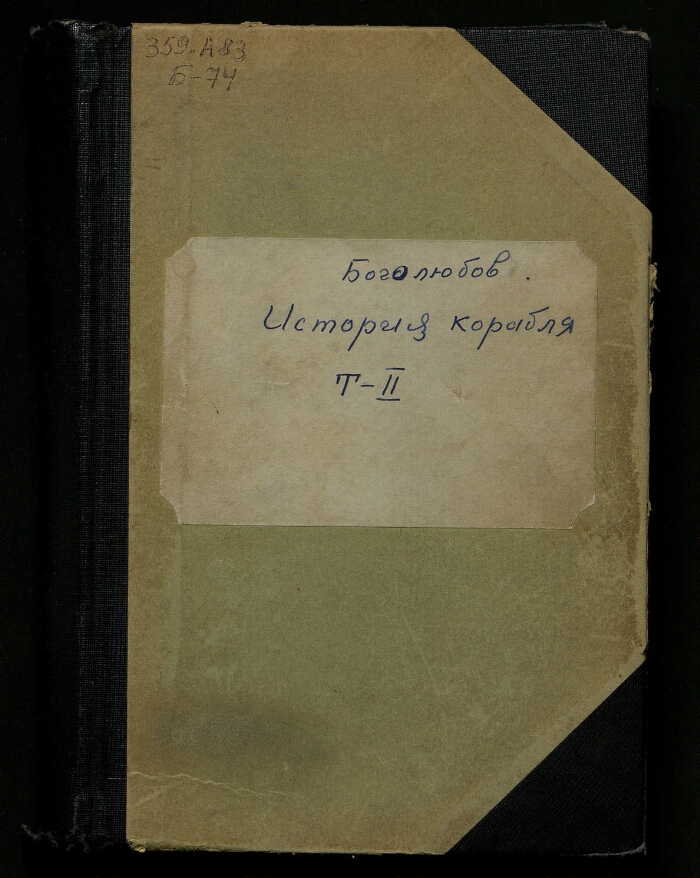 359.А83
Б-74
Боголюбов.
История корабля
Т-II